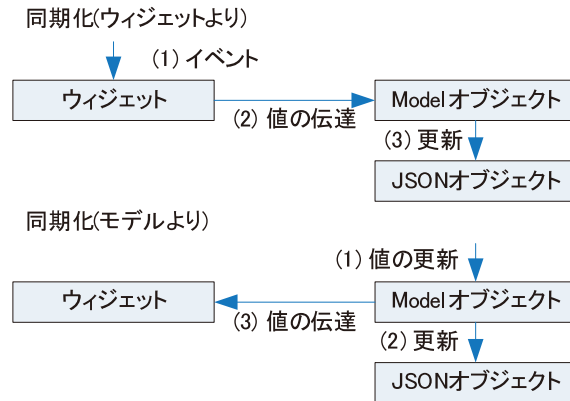 同期化(ウィジェットより)
(1) イベント
ウィジェット
Modelオブジェクト
(2) 値の伝達
(3) 更新
JSONオブジェクト
同期化(モデルより)
(1) 値の更新
ウィジェット
Modelオブジェクト
(3) 値の伝達
(2) 更新
JSONオブジェクト